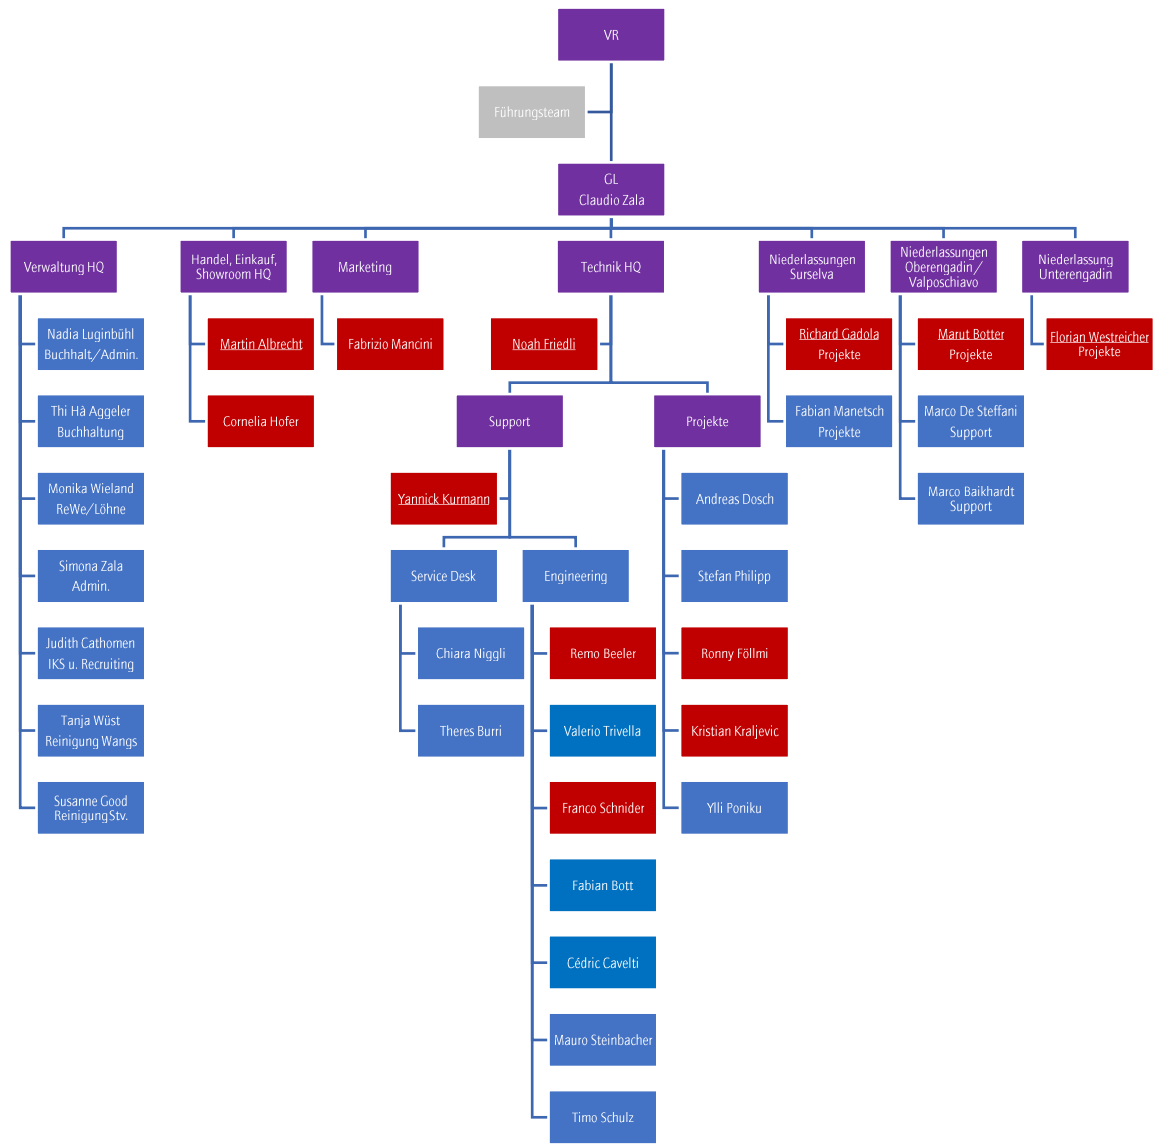 VR
Führungsteam
GL
Claudio Zala
Verwaltung HQ
Handel, Einkauf,
Showroom HQ
Marketing
Technik HQ
Niederlassungen
Surselva
Niederlassungen
Oberengadin/
Valposchiavo
Niederlassung
Unterengadin
Nadia Luginbühl
Buchhalt./Admin.
Thi Hà Aggeler
Buchhaltung
Monika Wieland
ReWe/Löhne
Simona Zala
Admin.
Judith Cathomen
IKS u. Recruiting
Tanja Wüst
Reinigung Wangs
Susanne Good
Reinigung Stv.
Martin Albrecht
Cornelia Hofer
Fabrizio Mancini
Noah Friedli
Support
Yannick Kurmann
Service Desk
Chiara Niggli
Theres Burri
Engineering
Remo Beeler
Valerio Trivella
Franco Schnider
Fabian Bott
Cédric Cavelti
Mauro Steinbacher
Timo Schulz
Projekte
Andreas Dosch
Stefan Philipp
Ronny Föllmi
Kristian Kraljevic
Ylli Poniku
Richard Gadola
Projekte
Fabian Manetsch
Projekte
Marut Botter
Projekte
Marco De Steffani
Support
Marco Baikhardt
Support
Florian Westreicher
Projekte